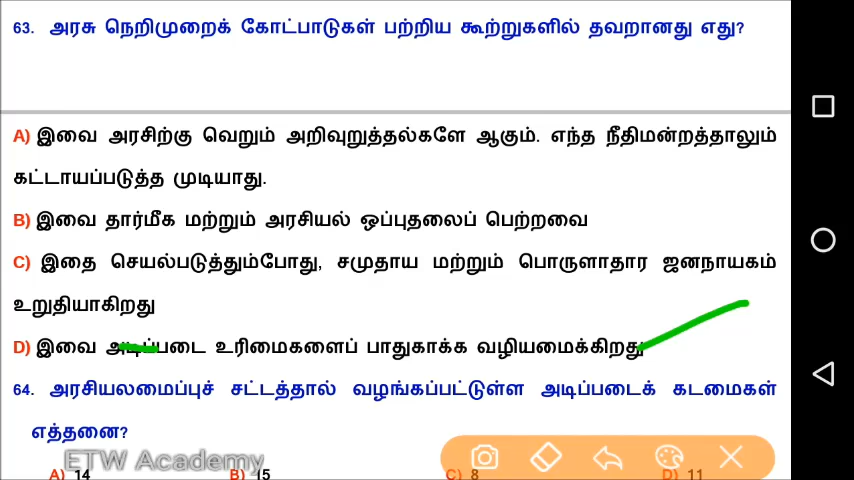 63. அரசு நெறிமுறைக் கோட்பாடுகள் பற்றிய கூற்றுகளில் தவறானது எது?
A) இவை அரசிற்கு வெறும் அறிவுறுத்தல்களே ஆகும். எந்த நீதிமன்றத்தாலும்
கட்டாயப்படுத்த முடியாது.
B) இவை தார்மீக மற்றும் அரசியல் ஒப்புதலைப் பெற்றவை
C) இதை செயல்படுத்தும்போது, சமுதாய மற்றும் பொருளாதார ஜனநாயகம்
உறுதியாகிறது
D) இவை அடிப்படை உரிமைகளைப் பாதுகாக்க வழியமைக்கிறது
64. அரசியலமைப்புச் சட்டத்தால் வழங்கப்பட்டுள்ள அடிப்படைக் கடமைகள்
எத்தனை?
ETW Academy
A) 14 B) 15 C) 8 D) 11